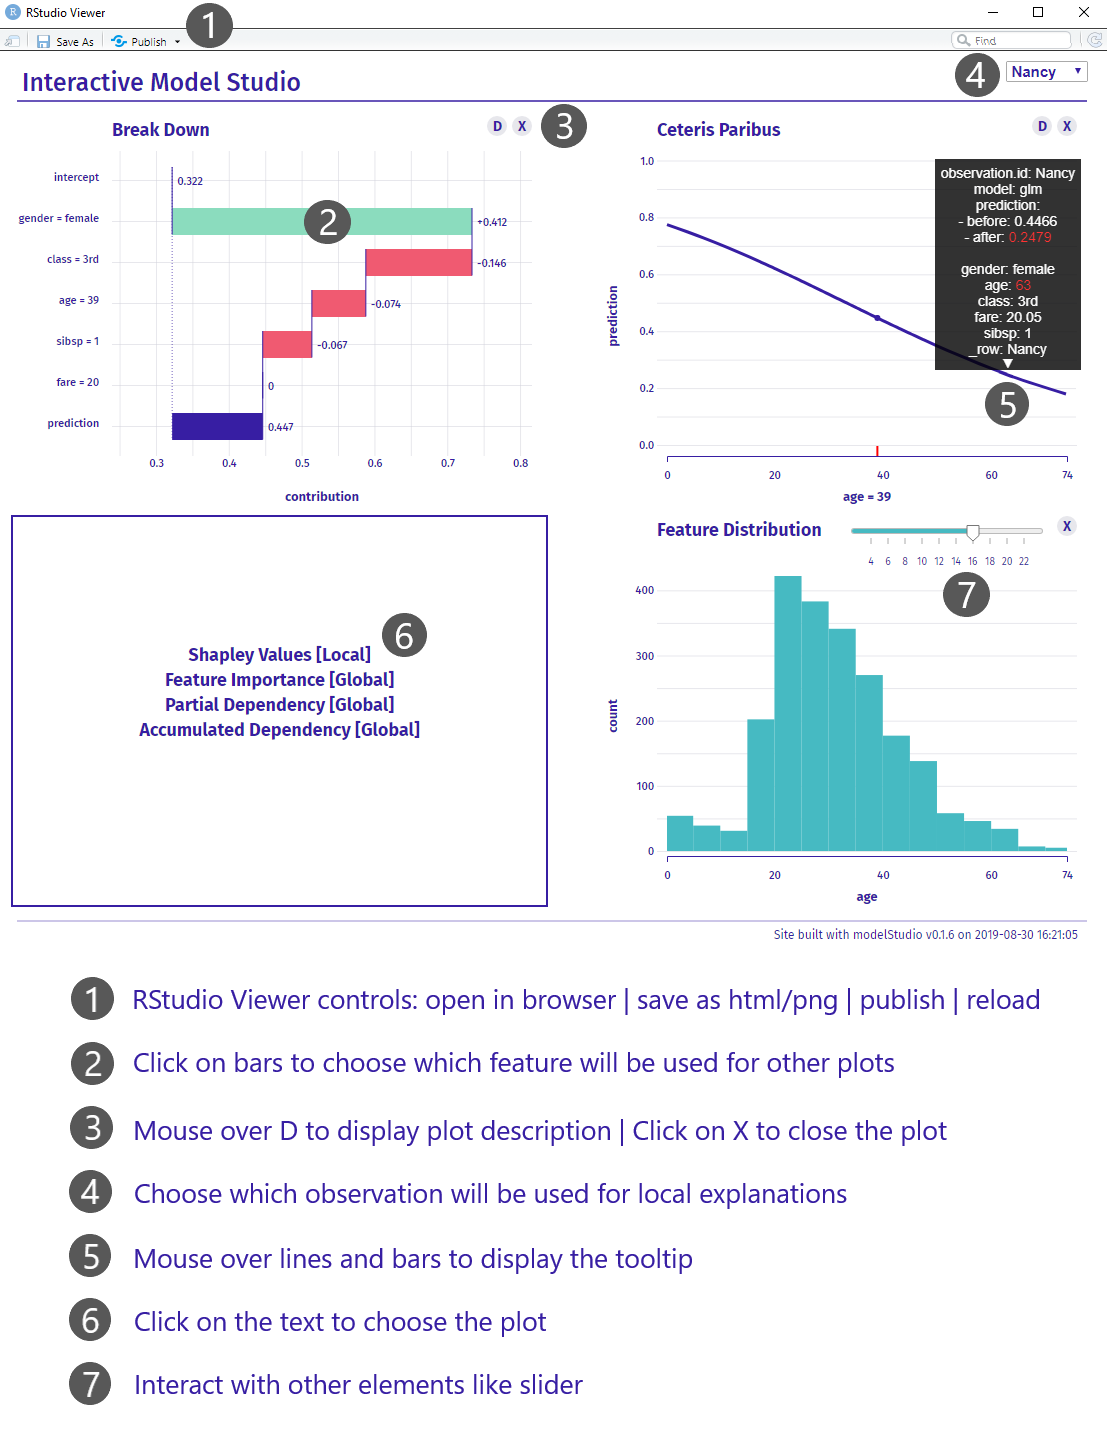 R RStudio Viewer
Save As Publish Find
1
Interactive Model Studio
4 Nancy
Break Down D X 3
intercept
gender = female
class = 3rd
age = 39
sibsp = 1
fare = 20
prediction
0.322
2
+0.412
-0.146
-0.074
-0.067
0
0.447
0.3 0.4 0.5 0.6 0.7 0.8
contribution
Ceteris Paribus D X
prediction
1.0
0.8
0.6
0.4
0.2
0.0
observation.id: Nancy
model: glm
prediction:
- before: 0.4466
- after: 0.2479
gender: female
age: 63
class: 3rd
fare: 20.05
sibsp: 1
_row: Nancy
5
0 20 40 60 74
age = 39
6
Shapley Values [Local]
Feature Importance [Global]
Partial Dependency [Global]
Accumulated Dependency [Global]
Feature Distribution X
4 6 8 10 12 14 16 18 20 22
7
count
400
300
200
100
0
0 20 40 60 74
age
Site built with modelStudio v0.1.6 on 2019-08-30 16:21:05
1 RStudio Viewer controls: open in browser | save as html/png | publish | reload
2 Click on bars to choose which feature will be used for other plots
3 Mouse over D to display plot description | Click on X to close the plot
4 Choose which observation will be used for local explanations
5 Mouse over lines and bars to display the tooltip
6 Click on the text to choose the plot
7 Interact with other elements like slider